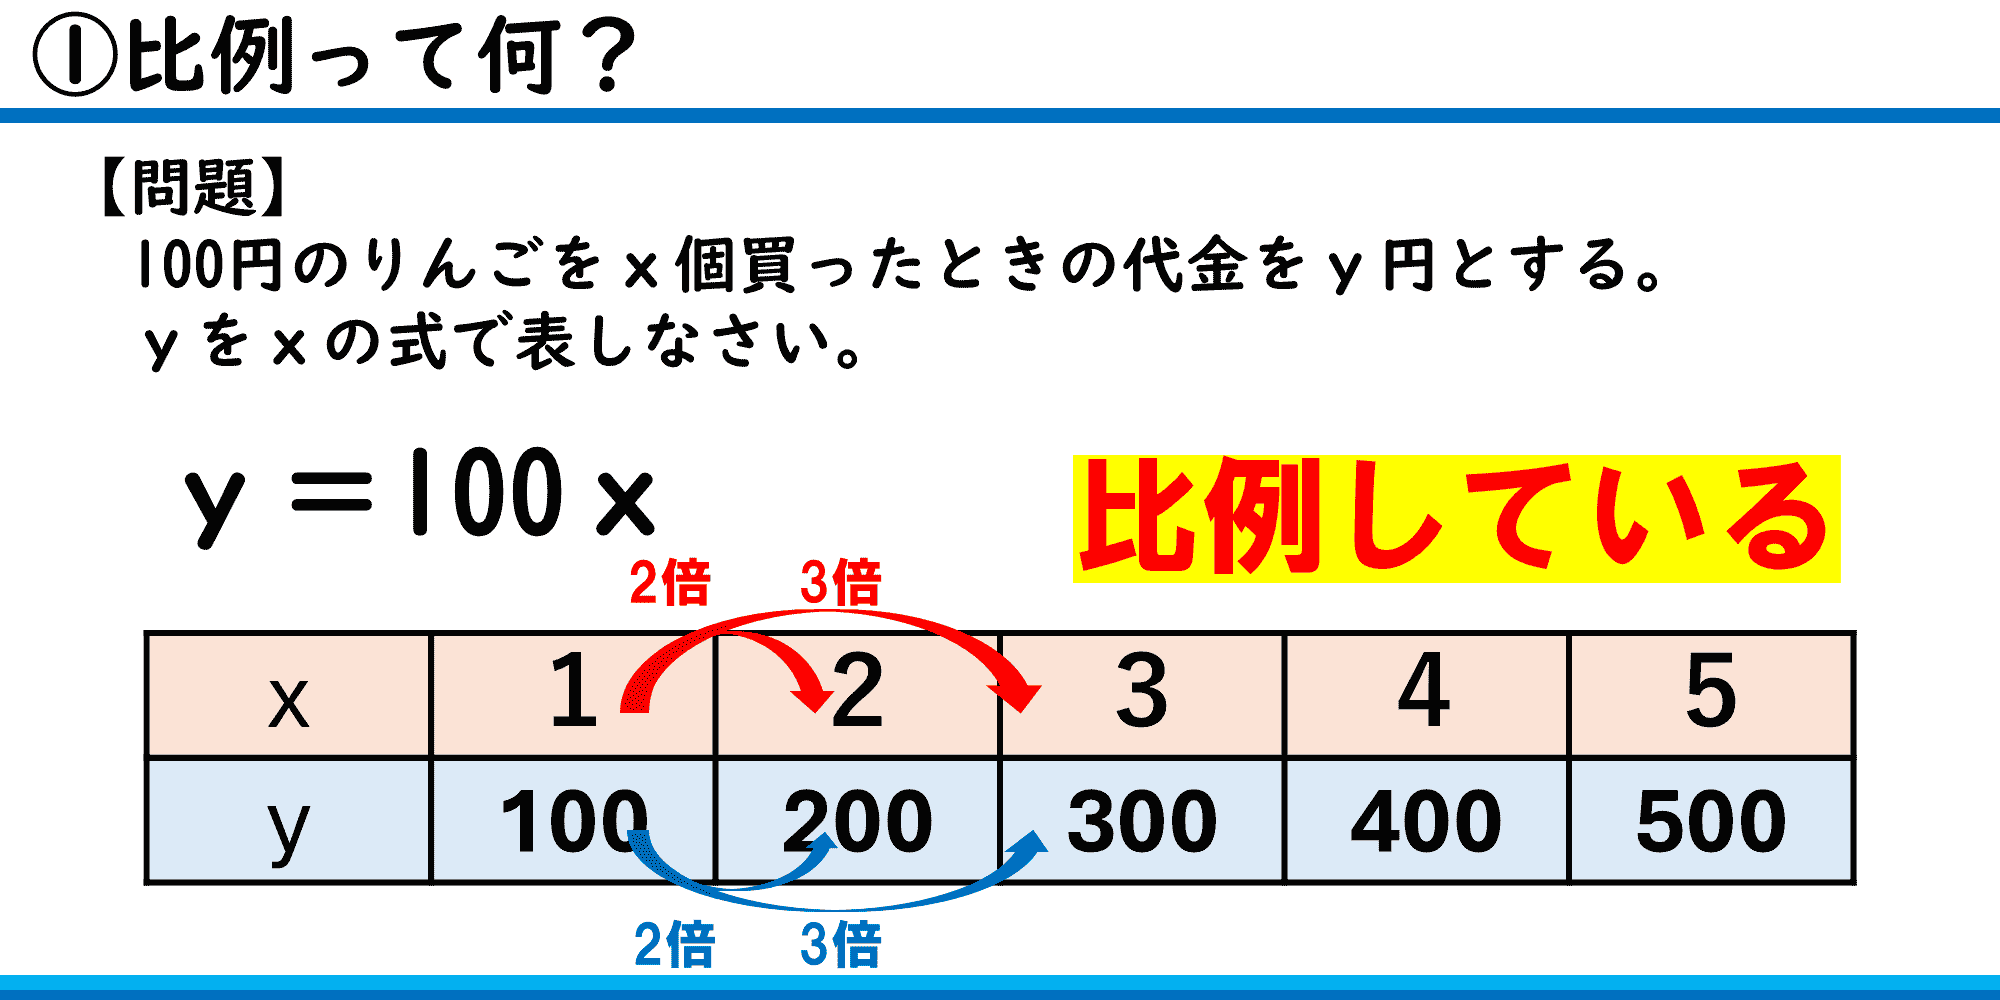 ①比例って何？
【問題】
100円のりんごをx個買ったときの代金をy円とする。
yをxの式で表しなさい。
y＝100x
比例している
2倍 3倍
x 1 2 3 4 5
y 100 200 300 400 500
2倍 3倍